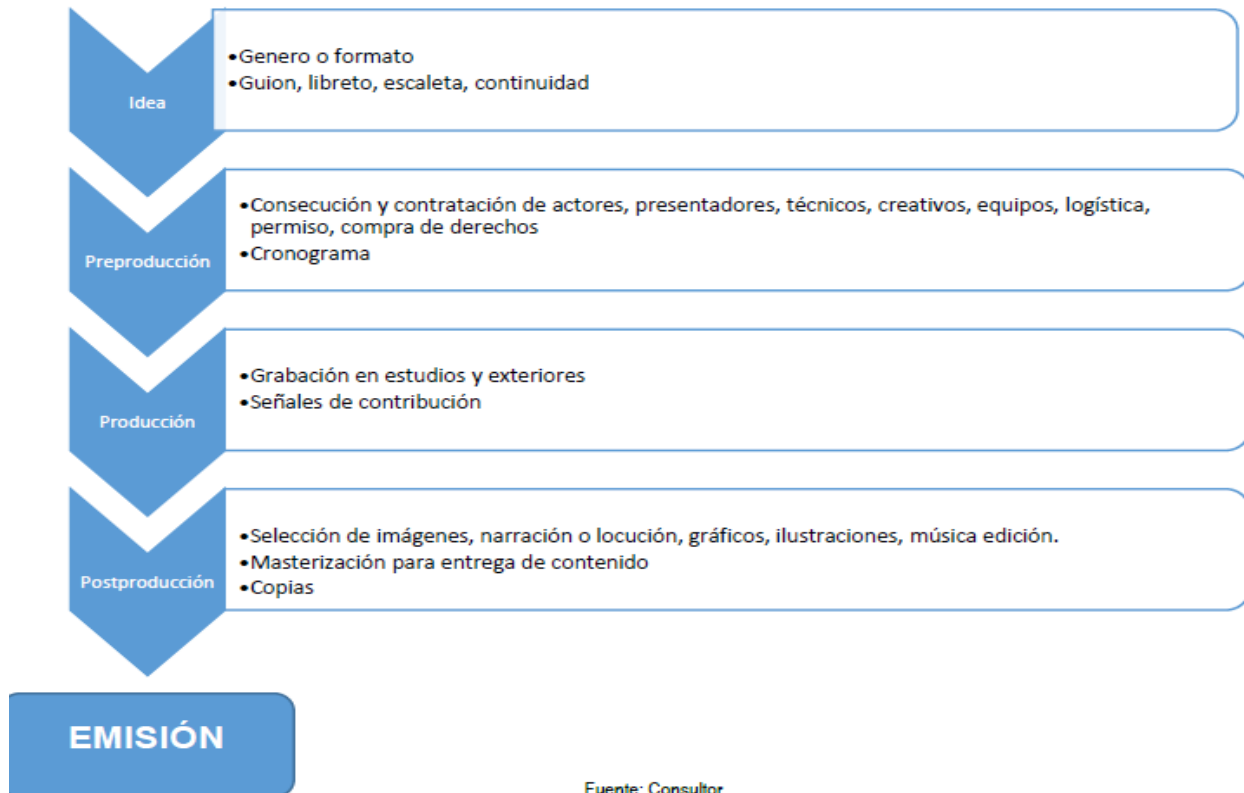 Idea
•Genero o formato
•Guion, libreto, escaleta, continuidad
Preproducción
•Consecución y contratación de actores, presentadores, técnicos, creativos, equipos, logística,
permiso, compra de derechos
•Cronograma
Producción
•Grabación en estudios y exteriores
•Señales de contribución
Postproducción
•Selección de imágenes, narración o locución, gráficos, ilustraciones, música edición.
•Masterización para entrega de contenido
•Copias
EMISIÓN
Fuente: Consultor